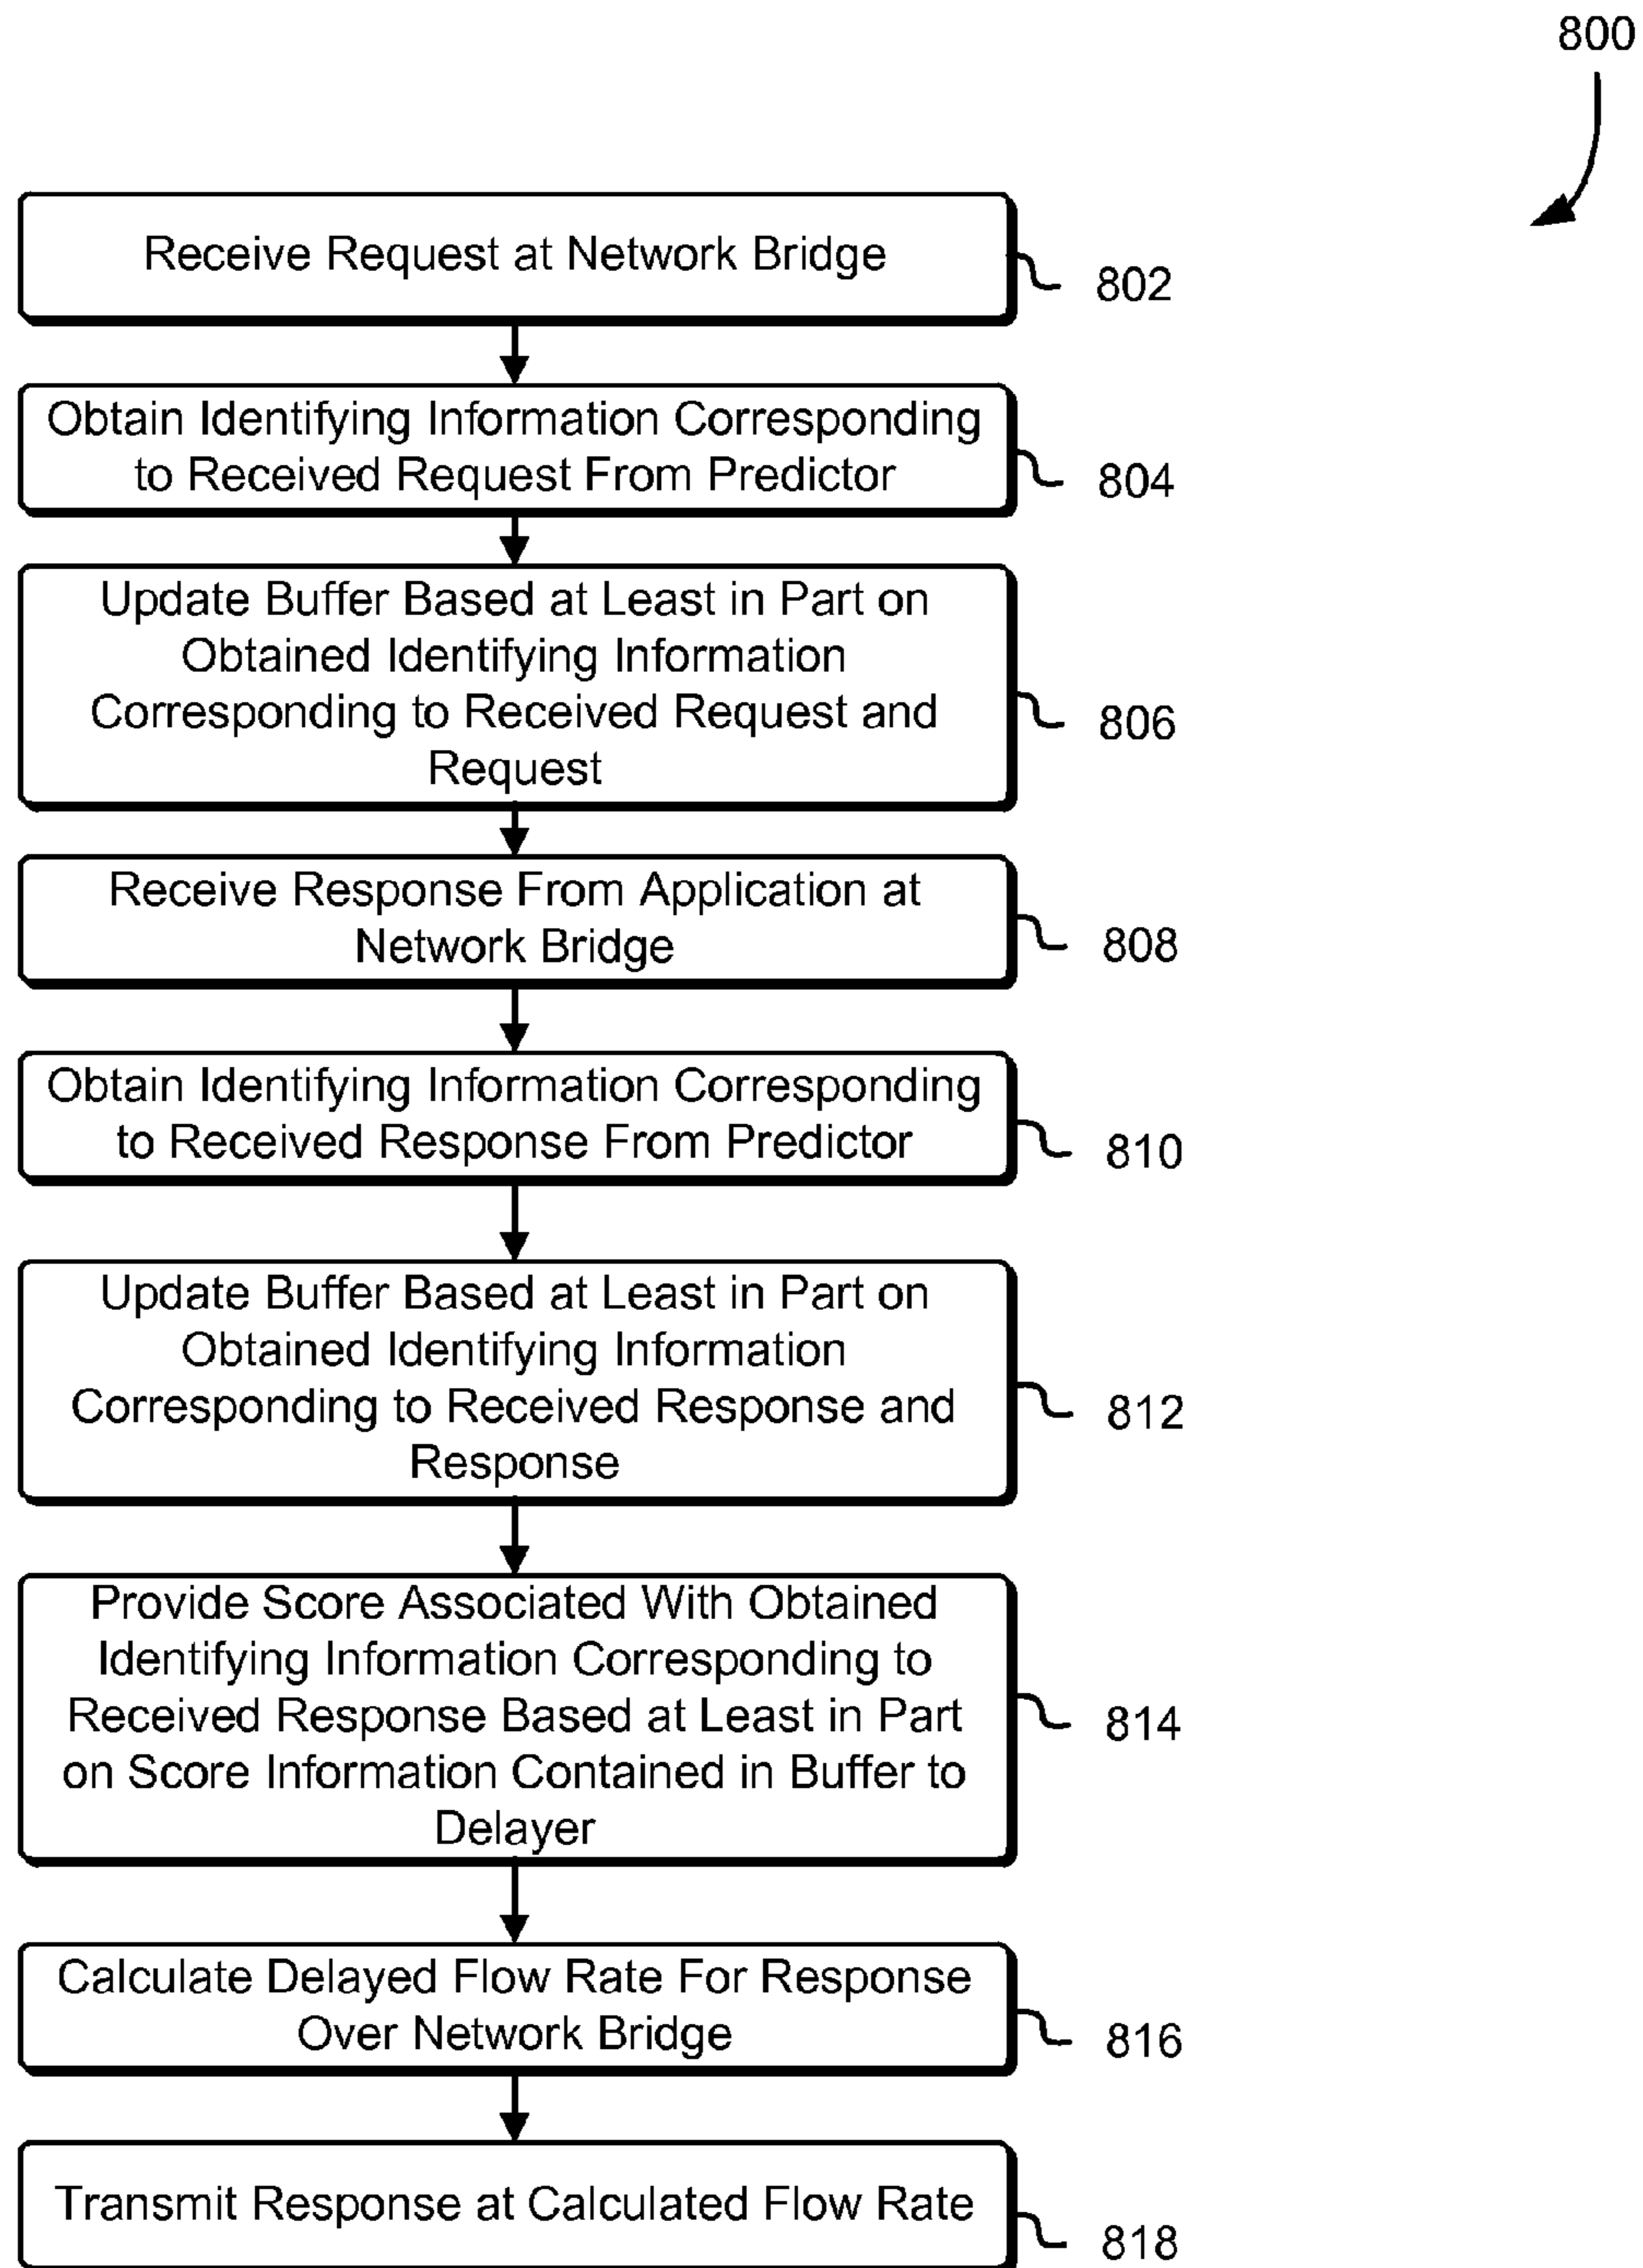 800
Receive Request at Network Bridge
802
Obtain Identifying Information Corresponding
to Received Request From Predictor
804
Update Buffer Based at Least in Part on
Obtained Identifying Information
Corresponding to Received Request and
Request
806
Receive Response From Application at
Network Bridge
808
Obtain Identifying Information Corresponding
to Received Response From Predictor
810
Update Buffer Based at Least in Part on
Obtained Identifying Information
Corresponding to Received Response and
Response
812
Provide Score Associated With Obtained
Identifying Information Corresponding to
Received Response Based at Least in Part
on Score Information Contained in Buffer to
Delayer
814
Calculate Delayed Flow Rate For Response
Over Network Bridge
816
Transmit Response at Calculated Flow Rate
818